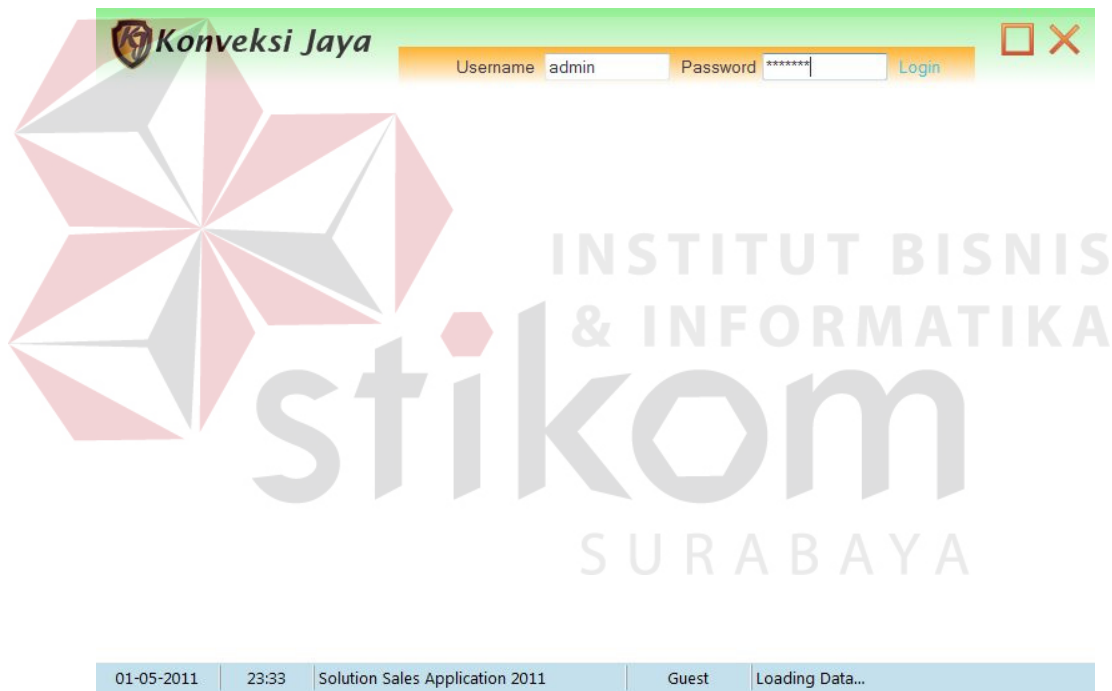 KJ Konveksi Jaya
Username admin Password ******* Login
INSTITUT BISNIS
& INFORMATIKA
stikom
SURABAYA
01-05-2011 23:33 Solution Sales Application 2011 Guest Loading Data...